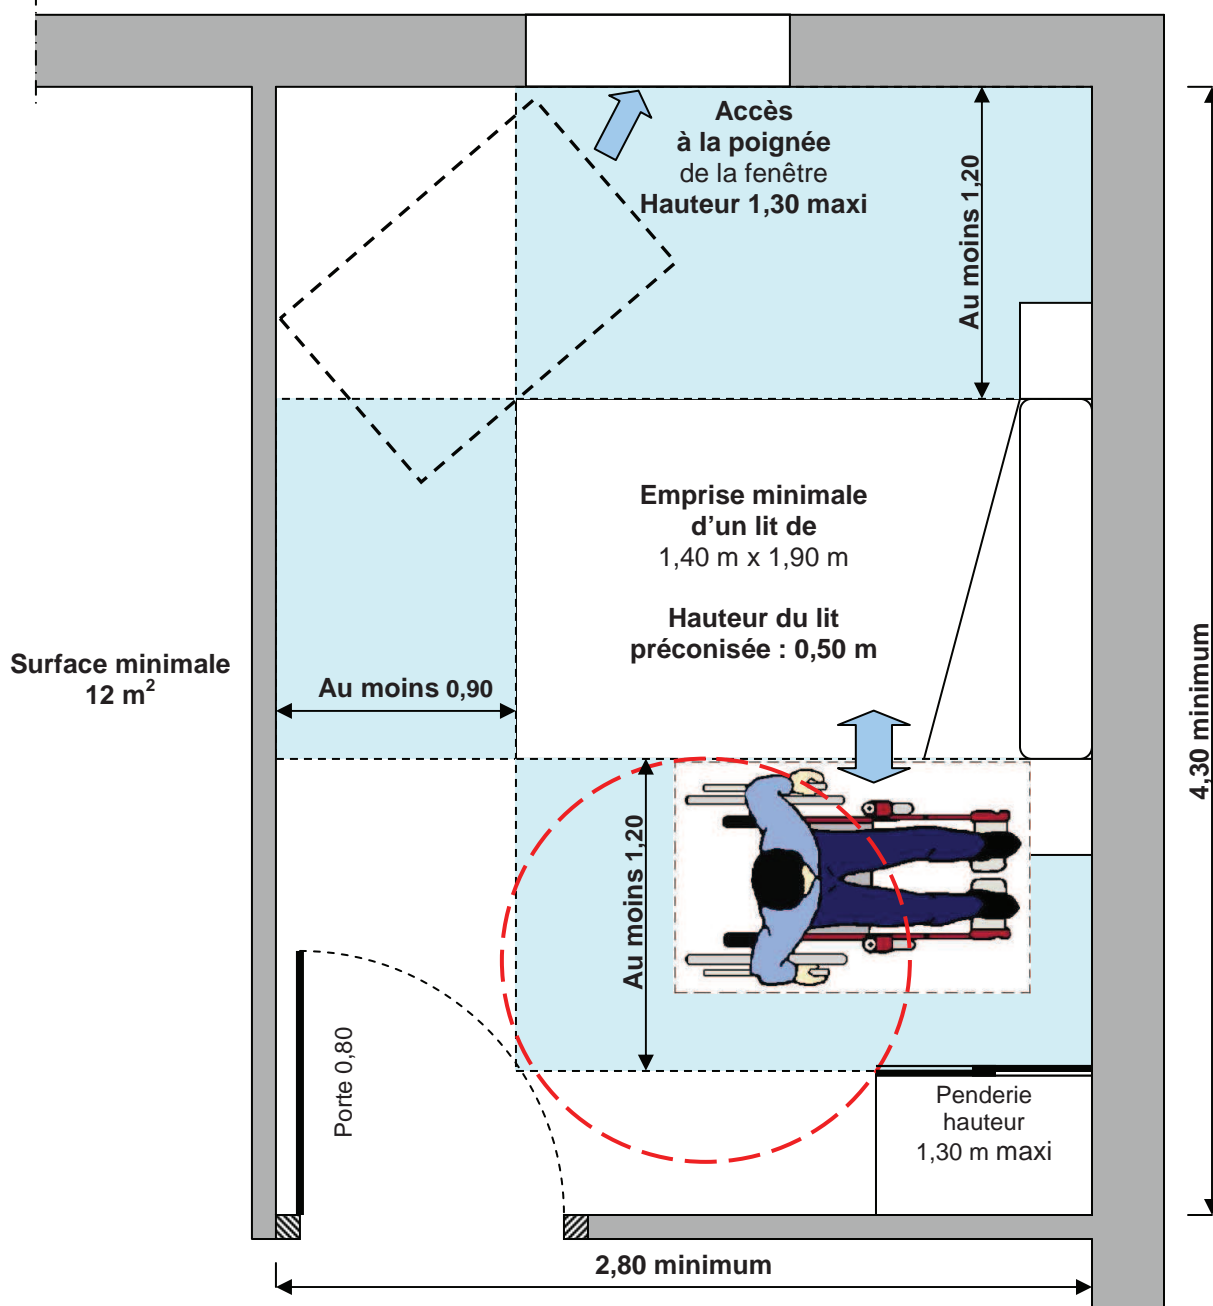 Accès
à la poignée
de la fenêtre
Hauteur 1,30 maxi
Au moins 1,20
Emprise minimale
d’un lit de
1,40 m x 1,90 m
Hauteur du lit
préconisée : 0,50 m
Surface minimale
12 m²
Au moins 0,90
4,30 minimum
Au moins 1,20
Porte 0,80
Penderie
hauteur
1,30 m maxi
2,80 minimum